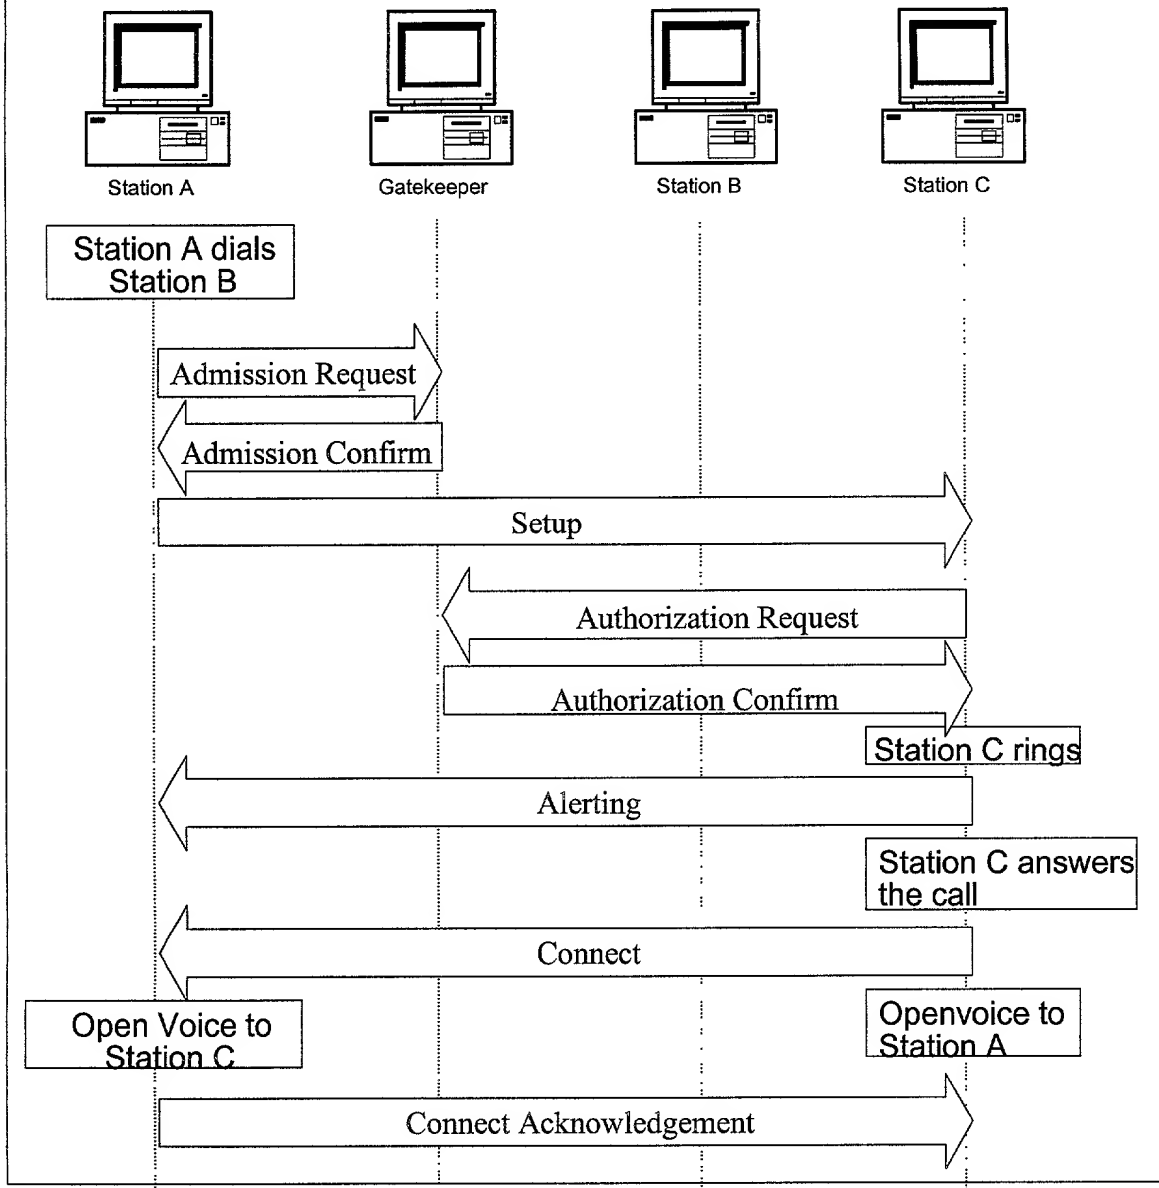 Station A
Gatekeeper
Station B
Station C
Station A dials
Station B
Admission Request
Admission Confirm
Setup
Authorization Request
Authorization Confirm
Station C rings
Alerting
Station C answers
the call
Connect
Open Voice to
Station C
Openvoice to
Station A
Connect Acknowledgement